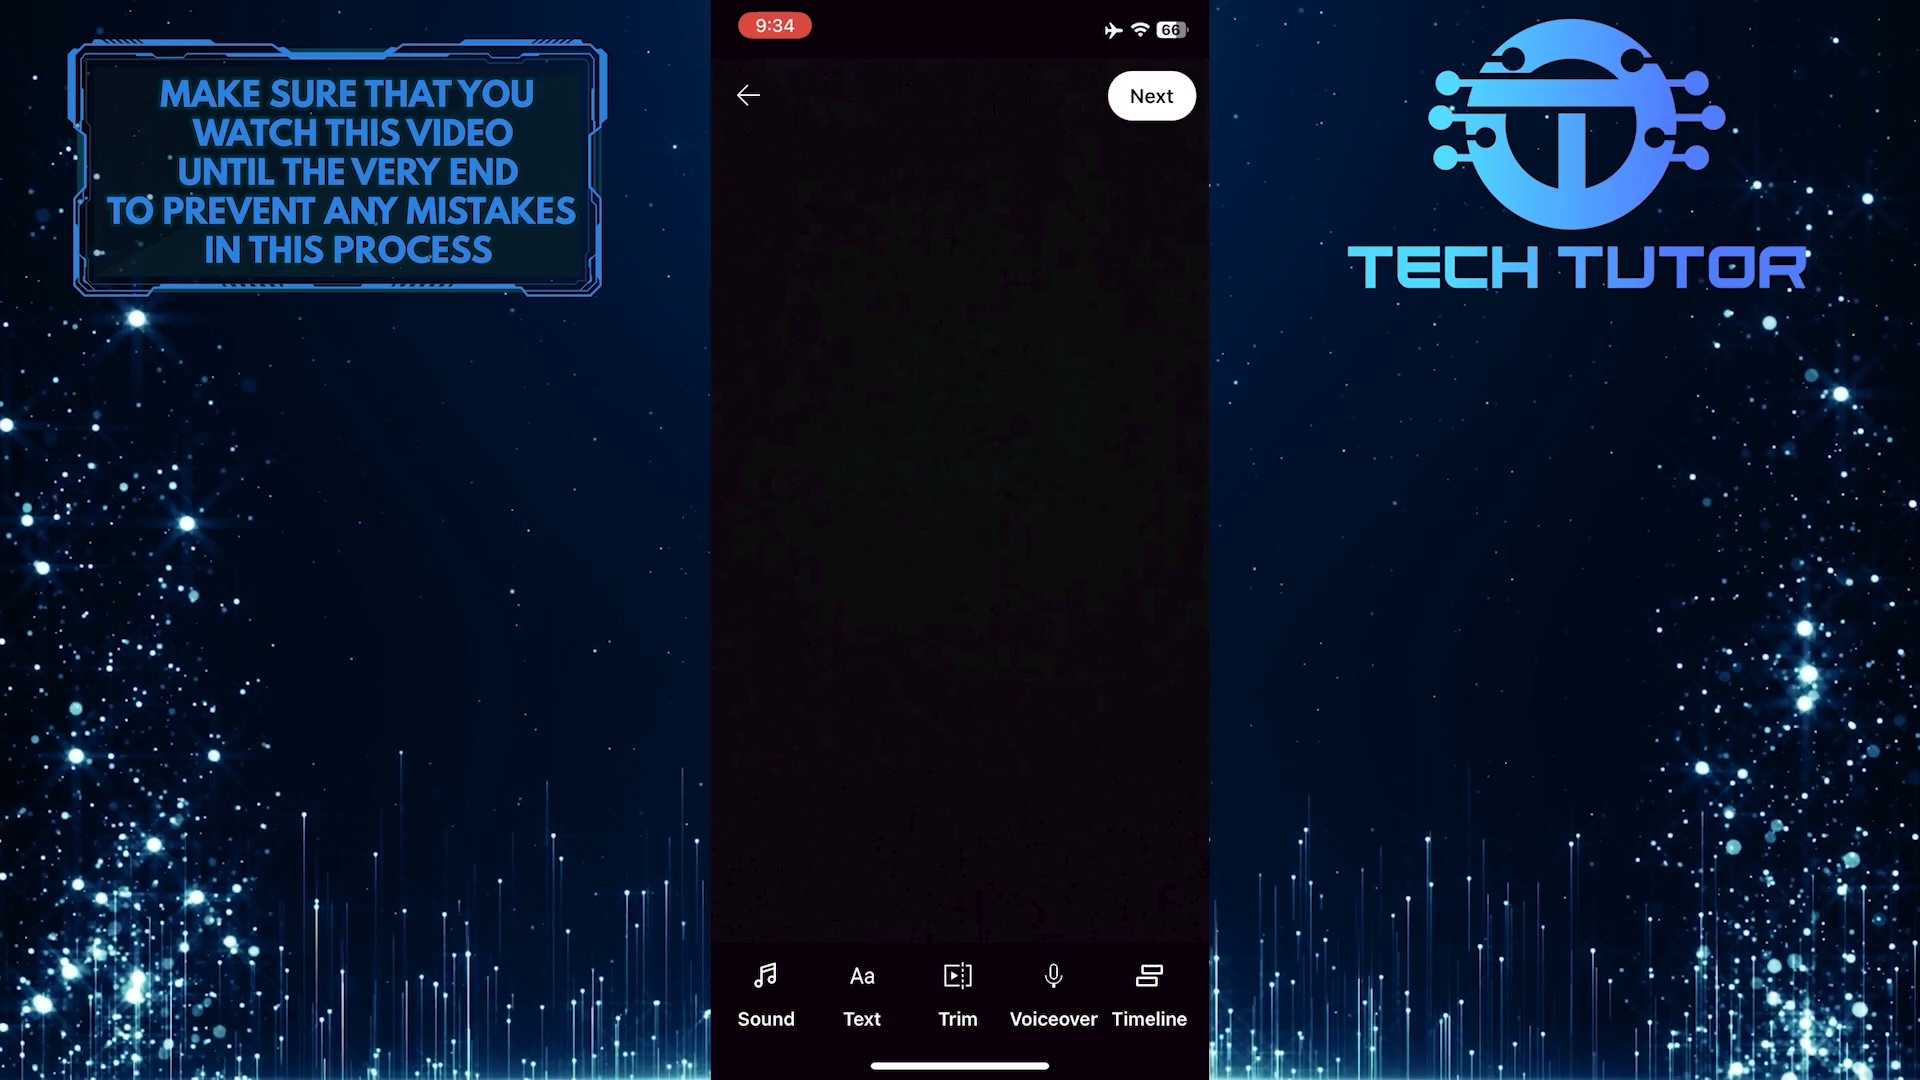 MAKE SURE THAT YOU
WATCH THIS VIDEO
UNTIL THE VERY END
TO PREVENT ANY MISTAKES
IN THIS PROCESS
9:34
66
Next
TECH TUTOR
Aa
Sound
Text
Trim
Voiceover
Timeline